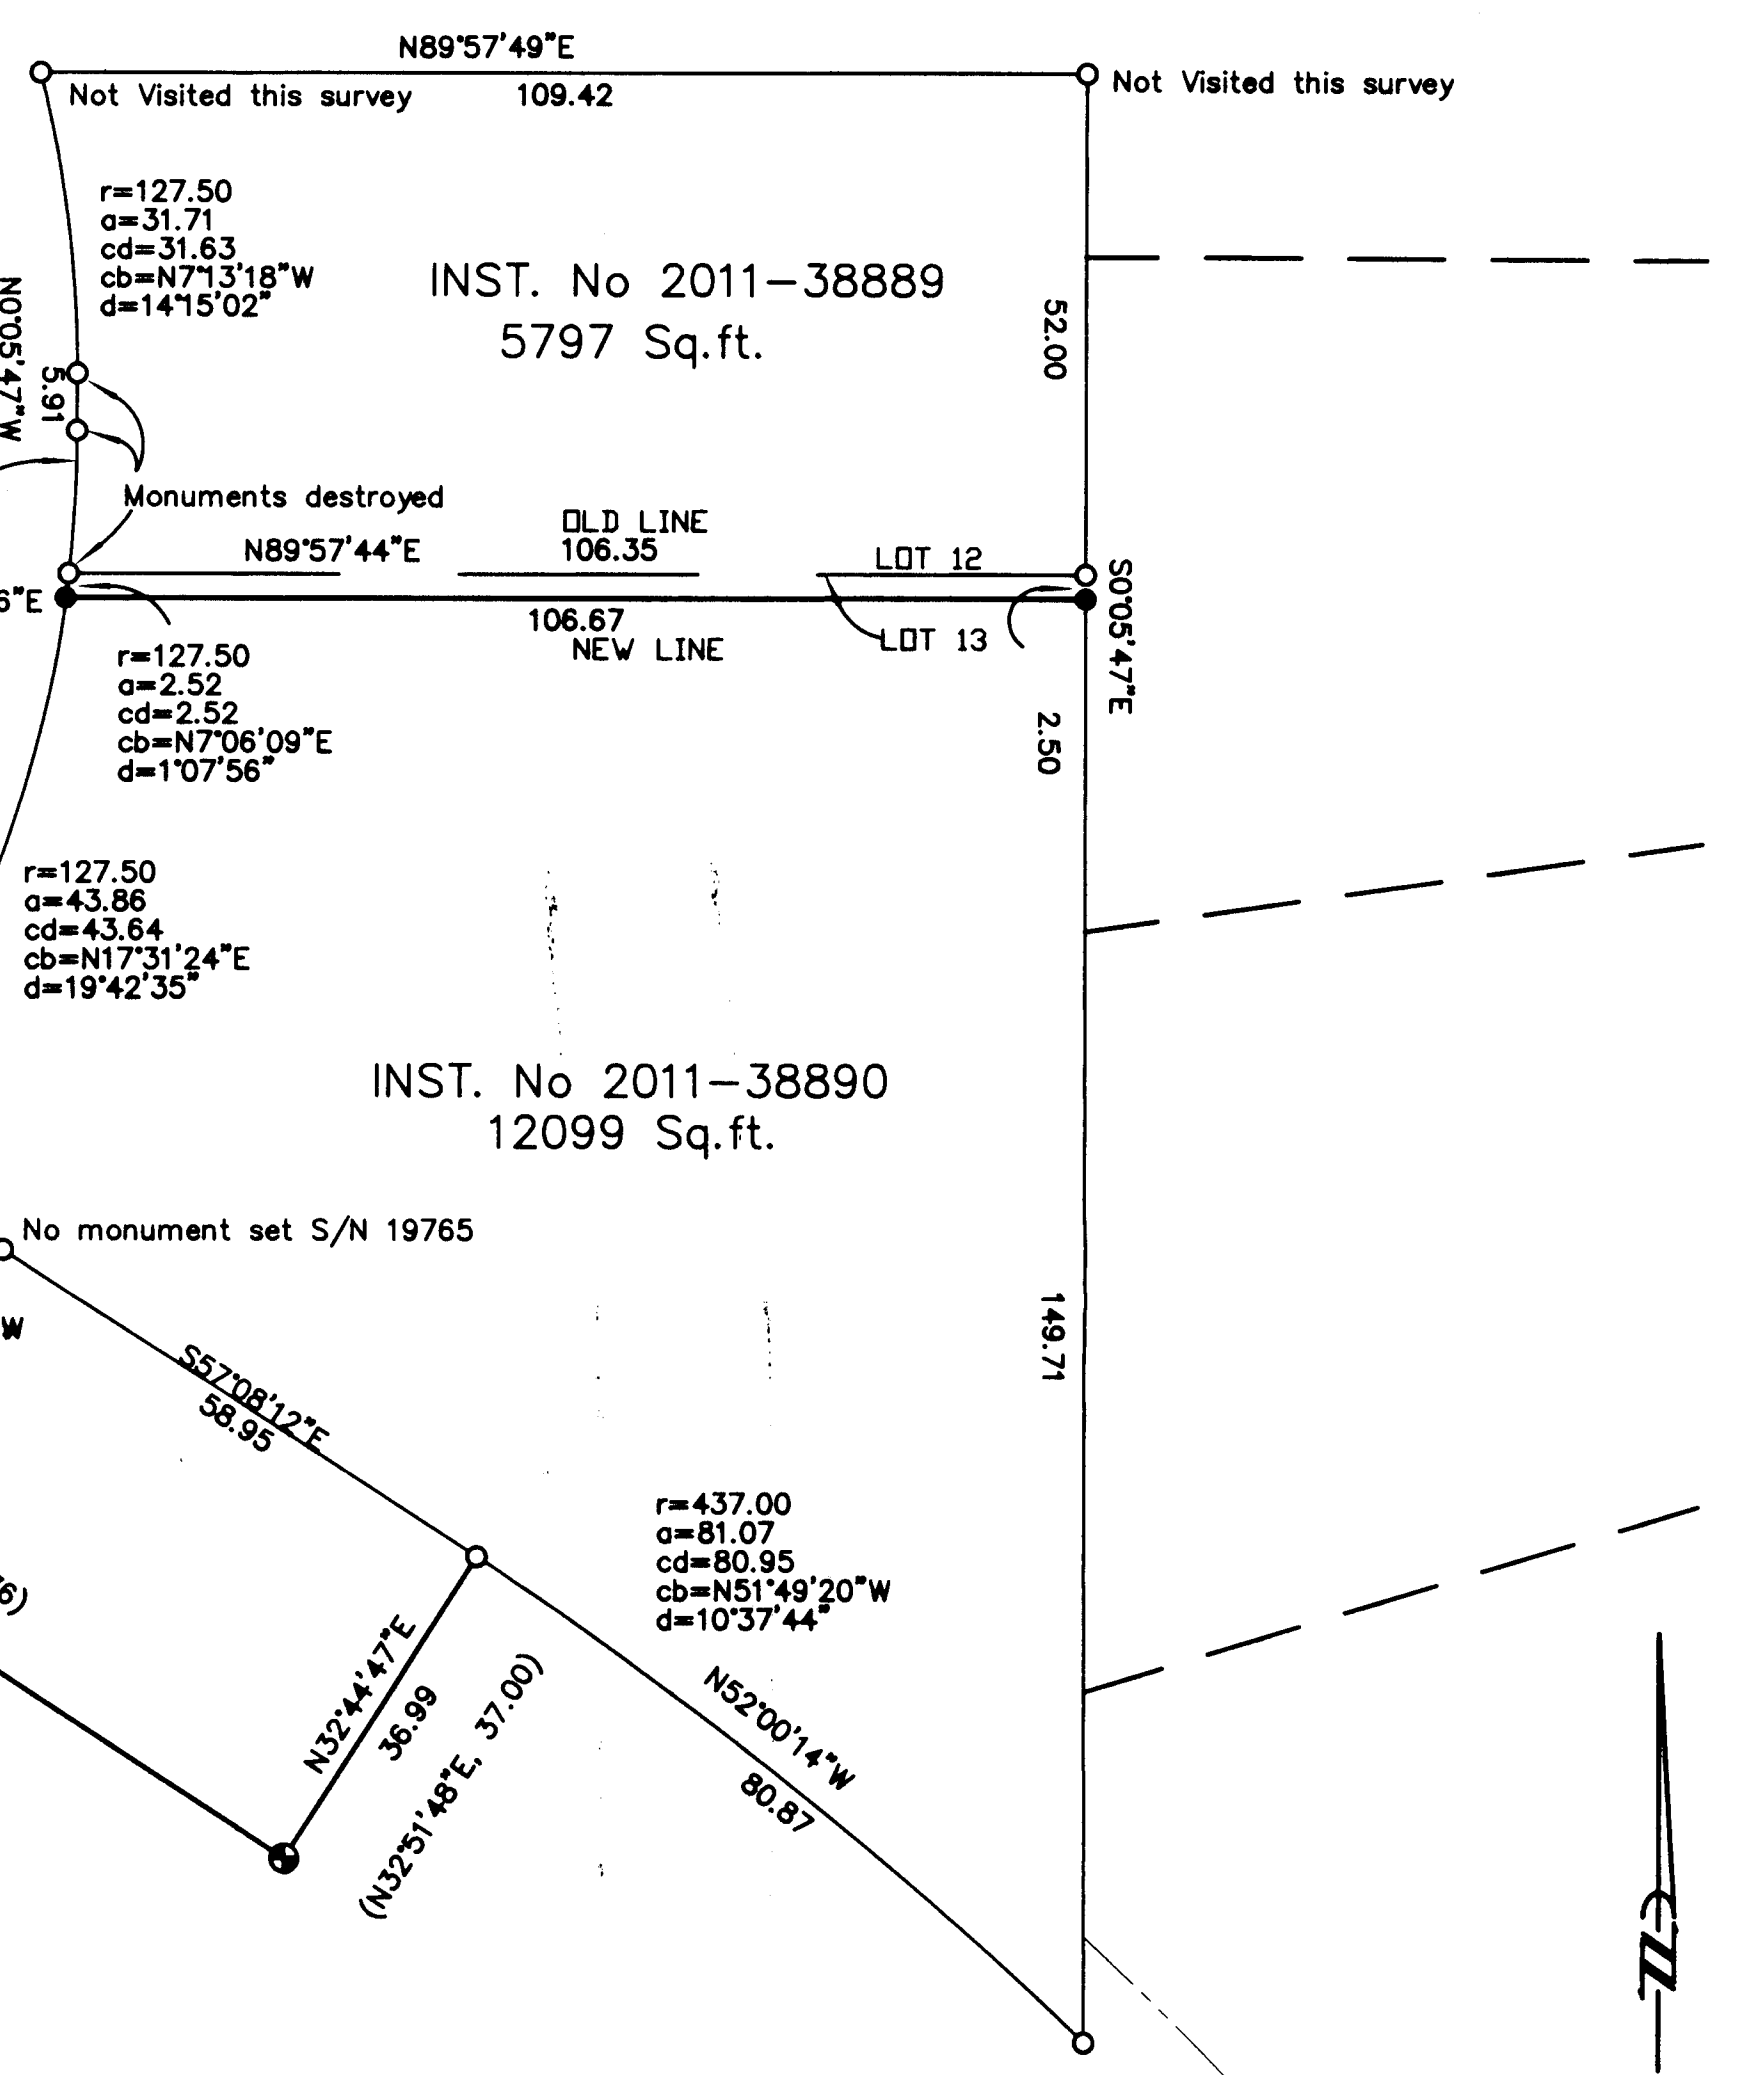 N89°57'49"E
Not Visited this survey 109.42
Not Visited this survey
r=127.50
a=31.71
cd=31.63
cb=N7°13'18"W
d=14°15'02"
INST. No 2011-38889
5797 Sq.ft.
52.00
N0°05'47"W
5.91
Monuments destroyed
OLD LINE
N89°57'44"E 106.35
LOT 12
6"E
106.67
NEW LINE
LOT 13
S0°05'47"E
2.50
r=127.50
a=2.52
cd=2.52
cb=N7°06'09"E
d=1°07'56"
r=127.50
a=43.86
cd=43.64
cb=N17°31'24"E
d=19°42'35"
INST. No 2011-38890
12099 Sq.ft.
No monument set S/N 19765
W
149.71
S57°08'12"E
58.95
r=437.00
a=81.07
cd=80.95
cb=N51°49'20"W
d=10°37'44"
6)
N32°44'47"E
36.99
(N32°51'48"E, 37.00)
N52°00'14"W
80.87